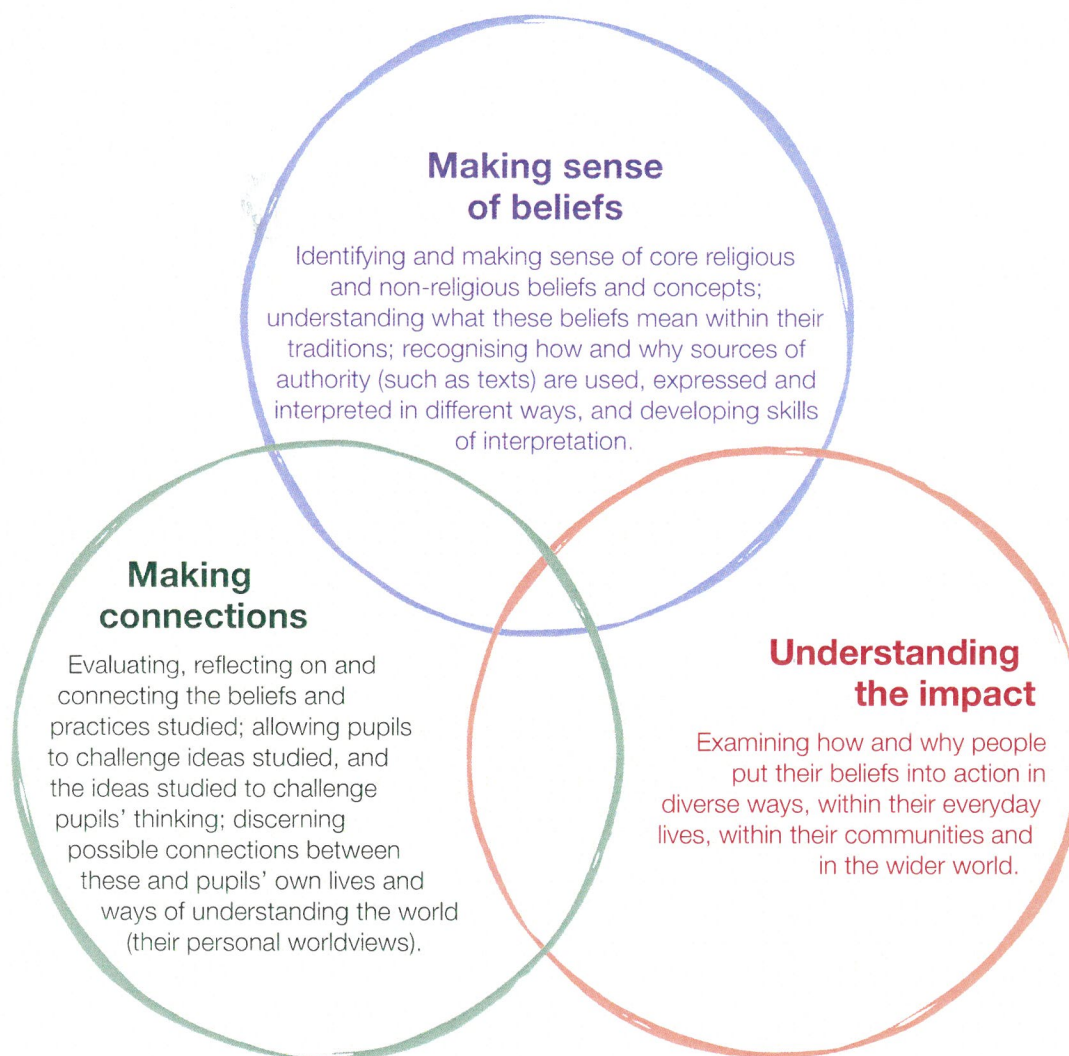 Making sense
of beliefs
Identifying and making sense of core religious
and non-religious beliefs and concepts;
understanding what these beliefs mean within their
traditions; recognising how and why sources of
authority (such as texts) are used, expressed and
interpreted in different ways, and developing skills
of interpretation.
Making
connections
Evaluating, reflecting on and
connecting the beliefs and
practices studied; allowing pupils
to challenge ideas studied, and
the ideas studied to challenge
pupils’ thinking; discerning
possible connections between
these and pupils’ own lives and
ways of understanding the world
(their personal worldviews).
Understanding
the impact
Examining how and why people
put their beliefs into action in
diverse ways, within their everyday
lives, within their communities and
in the wider world.